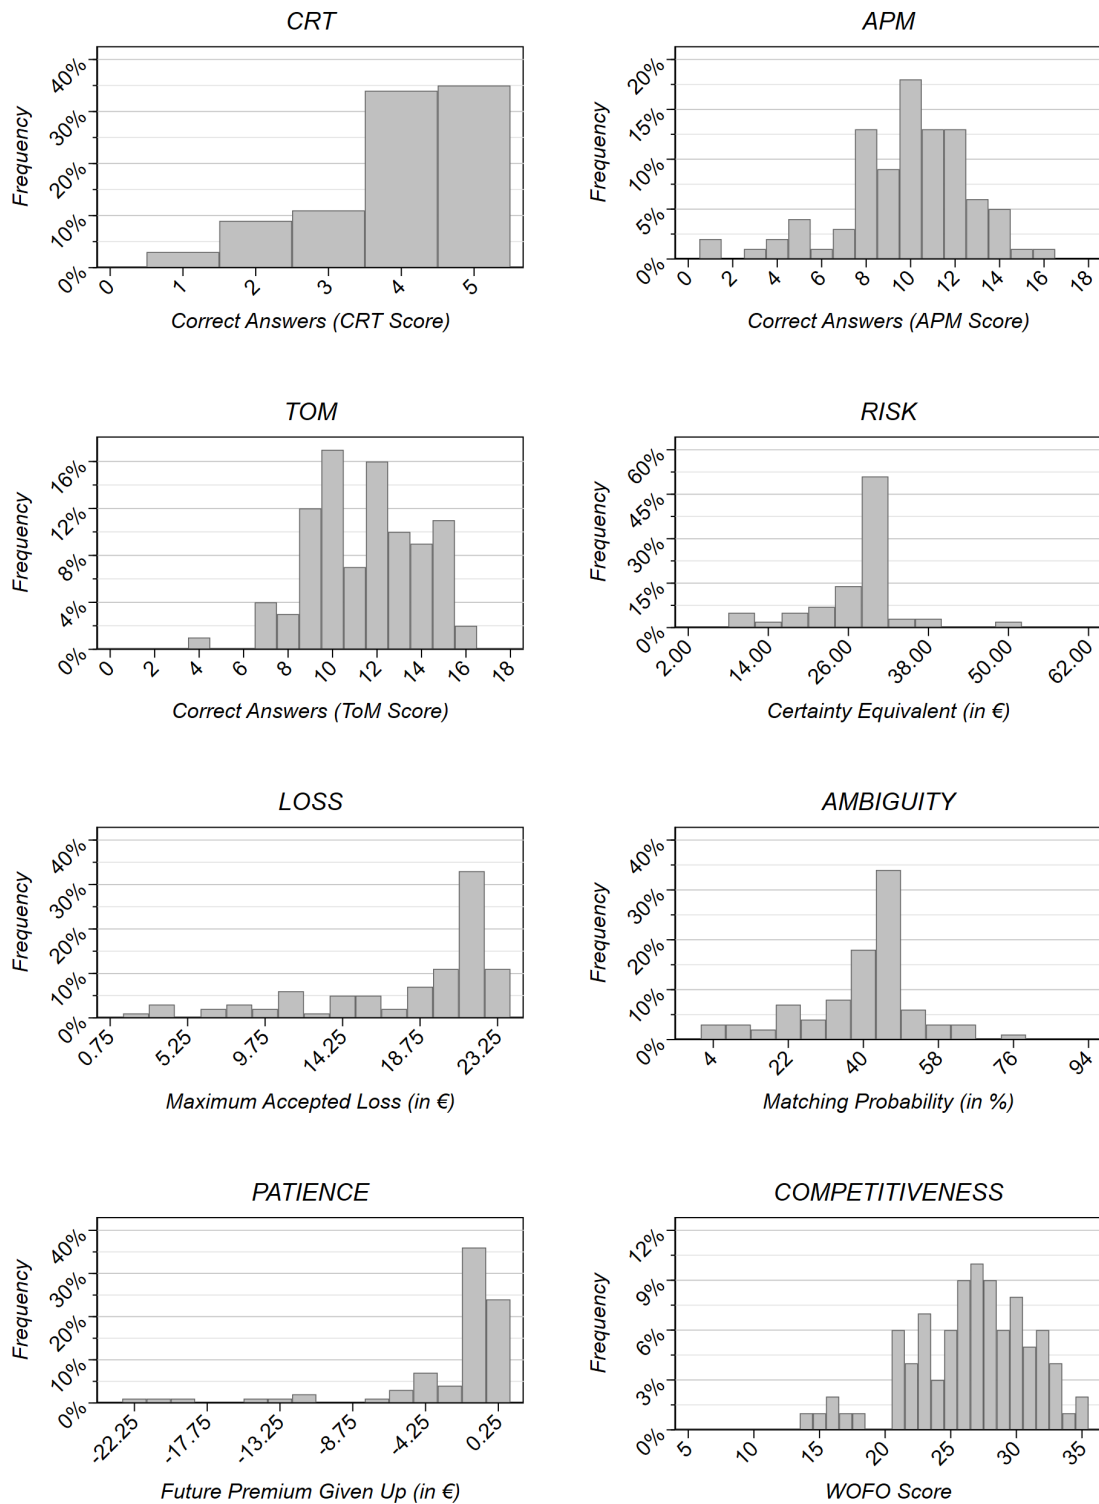 CRT
Frequency
40%
30%
20%
10%
0%
0 1 2 3 4 5
Correct Answers (CRT Score)
APM
Frequency
20%
15%
10%
5%
0%
0 2 4 6 8 10 12 14 16 18
Correct Answers (APM Score)
TOM
Frequency
16%
12%
8%
4%
0%
0 2 4 6 8 10 12 14 16 18
Correct Answers (ToM Score)
RISK
Frequency
60%
45%
30%
15%
0%
2.00 14.00 26.00 38.00 50.00 62.00
Certainty Equivalent (in €)
LOSS
Frequency
40%
30%
20%
10%
0%
0.75 5.25 9.75 14.25 18.75 23.25
Maximum Accepted Loss (in €)
AMBIGUITY
Frequency
40%
30%
20%
10%
0%
4 22 40 58 76 94
Matching Probability (in %)
PATIENCE
Frequency
40%
30%
20%
10%
0%
-22.25 -17.75 -13.25 -8.75 -4.25 0.25
Future Premium Given Up (in €)
COMPETITIVENESS
Frequency
12%
9%
6%
3%
0%
5 10 15 20 25 30 35
WOFO Score